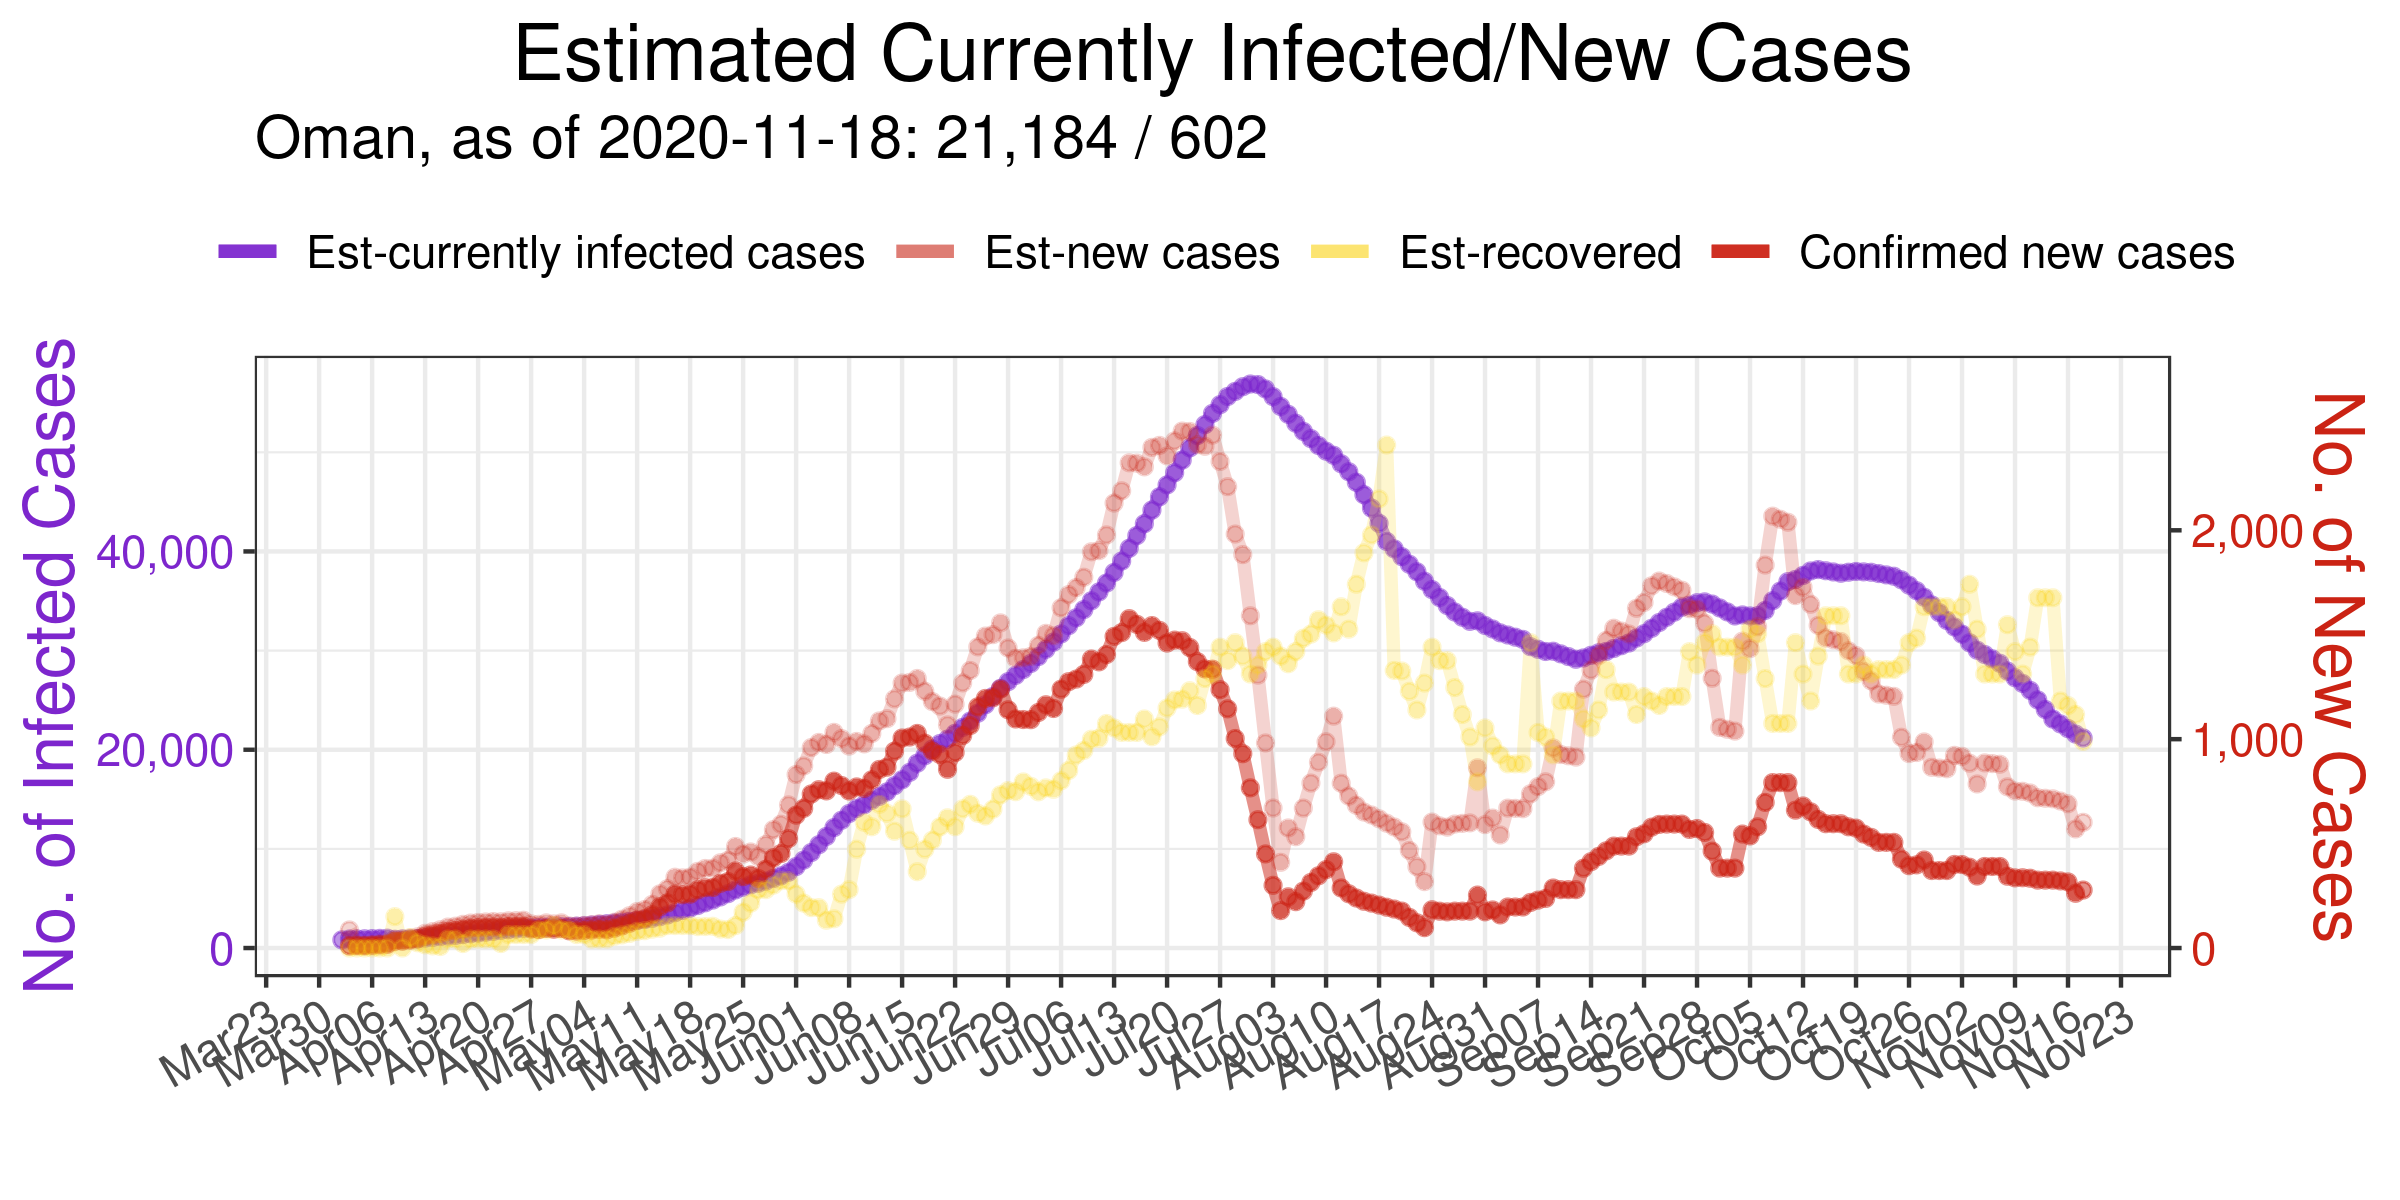 Estimated Currently Infected/New Cases
Oman, as of 2020-11-18: 21,184 / 602
Est-currently infected cases Est-new cases Est-recovered Confirmed new cases
No. of Infected Cases
40,000
20,000
0
2,000
1,000
0
No. of New Cases
Mar23 Mar30 Apr06 Apr13 Apr20 Apr27 May04 May11 May18 May25 Jun01 Jun08 Jun15 Jun22 Jun29 Jul06 Jul13 Jul20 Jul27 Aug03 Aug10 Aug17 Aug24 Aug31 Sep07 Sep14 Sep21 Sep28 Oct05 Oct12 Oct19 Oct26 Nov02 Nov09 Nov16 Nov23